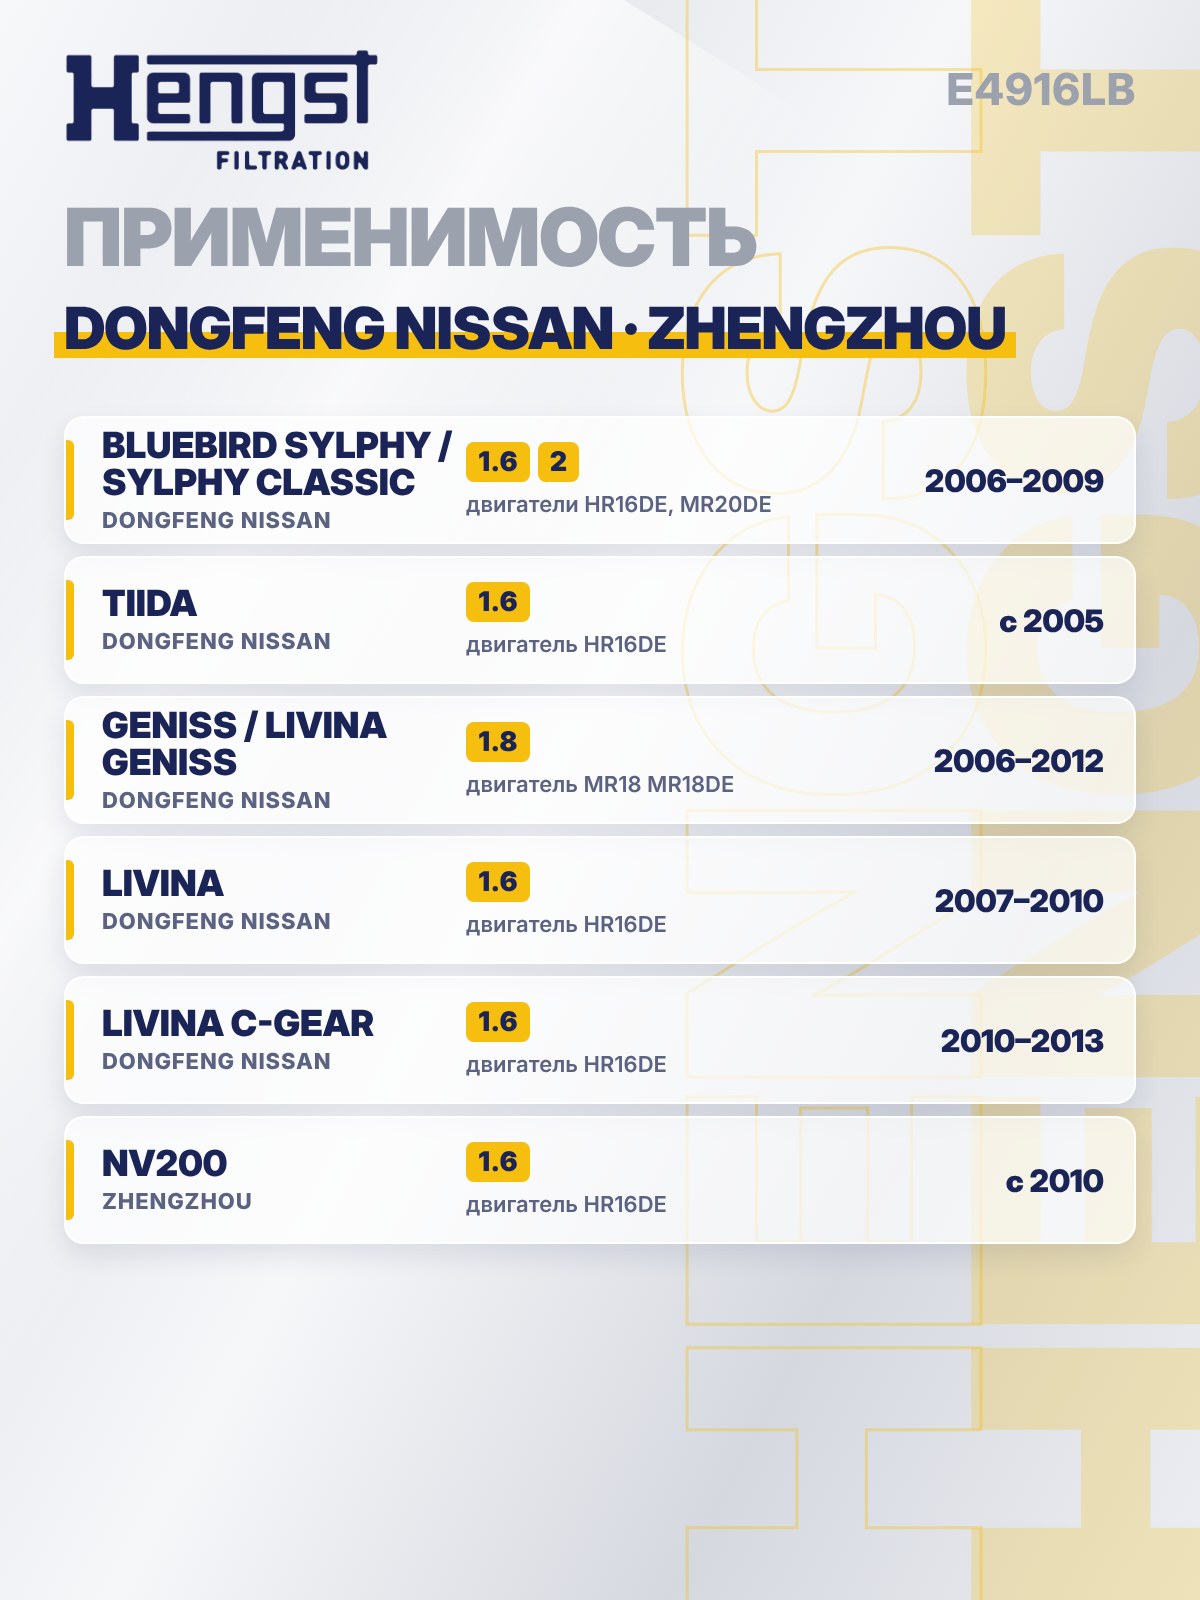 Hengst
FILTRATION
E4916LB
ПРИМЕНИМОСТЬ
DONGFENG NISSAN · ZHENGZHOU
BLUEBIRD SYLPHY /
SYLPHY CLASSIC
DONGFENG NISSAN
1.6 2
двигатели HR16DE, MR20DE
2006–2009
TIIDA
DONGFENG NISSAN
1.6
двигатель HR16DE
с 2005
GENISS / LIVINA
GENISS
DONGFENG NISSAN
1.8
двигатель MR18 MR18DE
2006–2012
LIVINA
DONGFENG NISSAN
1.6
двигатель HR16DE
2007–2010
LIVINA C-GEAR
DONGFENG NISSAN
1.6
двигатель HR16DE
2010–2013
NV200
ZHENGZHOU
1.6
двигатель HR16DE
с 2010
HENGST
HENGST